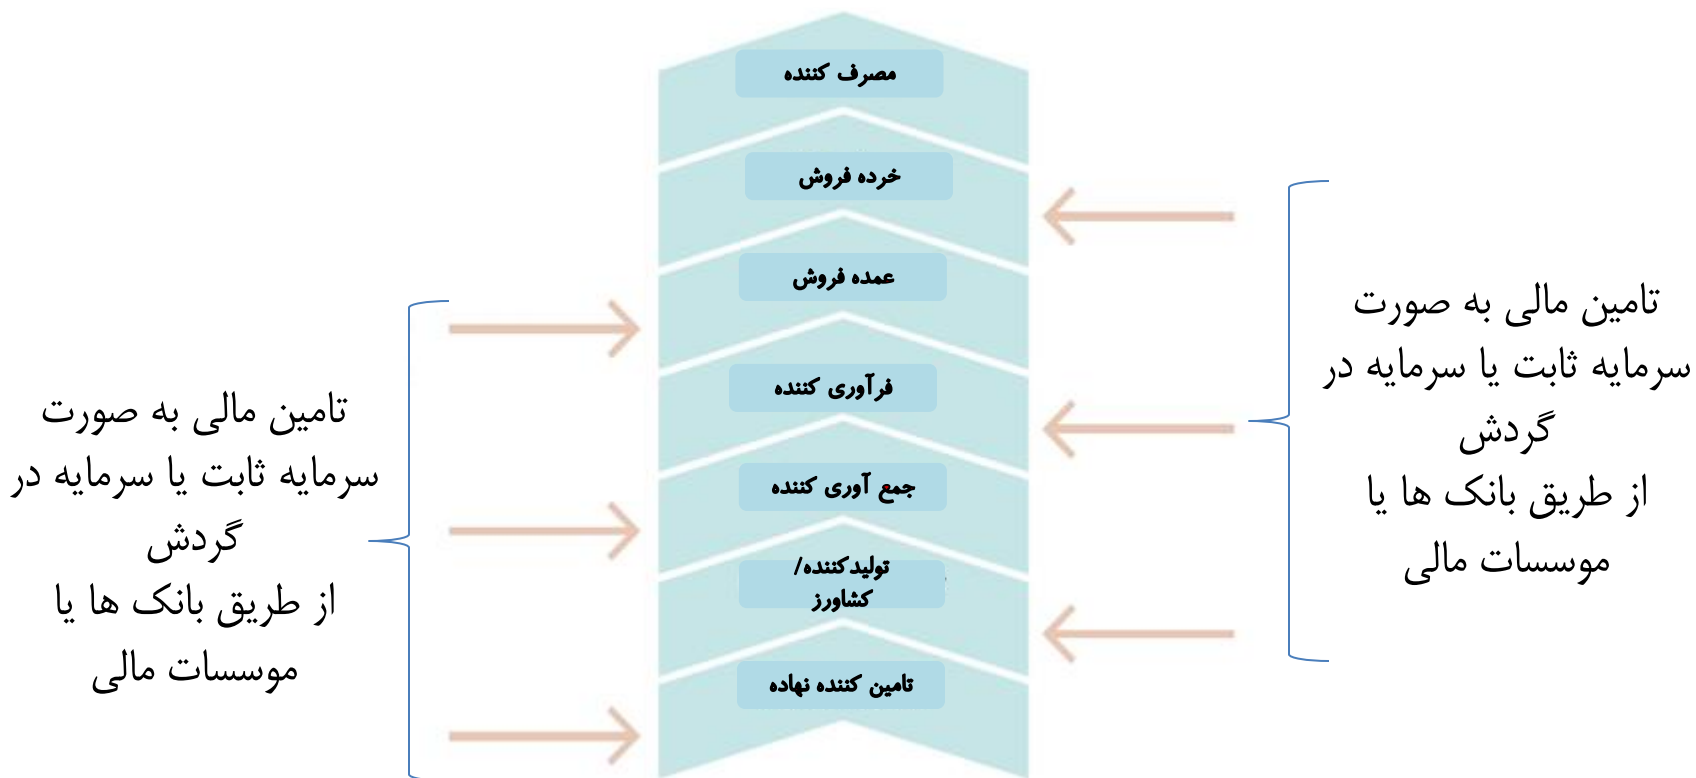 مصرف کننده
خرده فروش
عمده فروش
فرآوری کننده
جمع آوری کننده
تولیدکننده/
کشاورز
تامین کننده نهاده
تامین مالی به صورت
سرمایه ثابت یا سرمایه در
گردش
از طریق بانک ها یا
موسسات مالی
تامین مالی به صورت
سرمایه ثابت یا سرمایه در
گردش
از طریق بانک ها یا
موسسات مالی